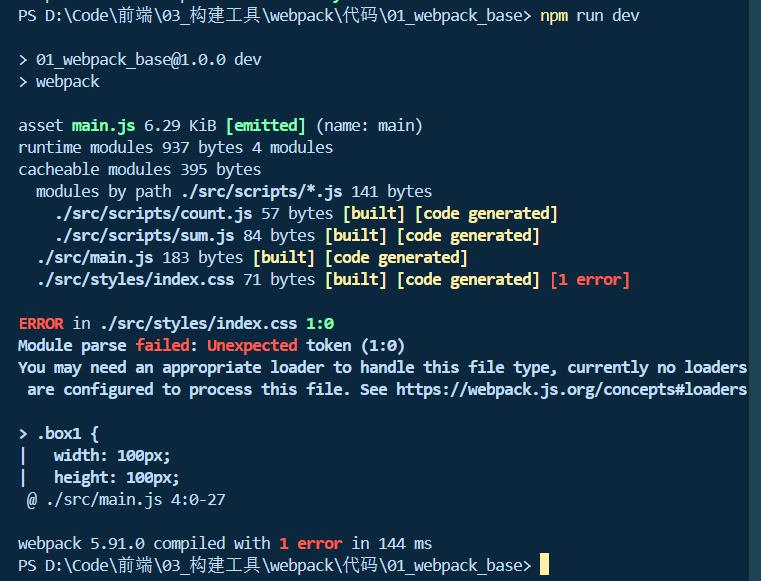 PS D:\Code\前端\03_构建工具\webpack\代码\01_webpack_base> npm run dev
> 01_webpack_base@1.0.0 dev
> webpack
asset main.js 6.29 KiB [emitted] (name: main)
runtime modules 937 bytes 4 modules
cacheable modules 395 bytes
  modules by path ./src/scripts/*.js 141 bytes
    ./src/scripts/count.js 57 bytes [built] [code generated]
    ./src/scripts/sum.js 84 bytes [built] [code generated]
  ./src/main.js 183 bytes [built] [code generated]
  ./src/styles/index.css 71 bytes [built] [code generated] [1 error]
ERROR in ./src/styles/index.css 1:0
Module parse failed: Unexpected token (1:0)
You may need an appropriate loader to handle this file type, currently no loaders
 are configured to process this file. See https://webpack.js.org/concepts#loaders
> .box1 {
|   width: 100px;
|   height: 100px;
 @ ./src/main.js 4:0-27
webpack 5.91.0 compiled with 1 error in 144 ms
PS D:\Code\前端\03_构建工具\webpack\代码\01_webpack_base>